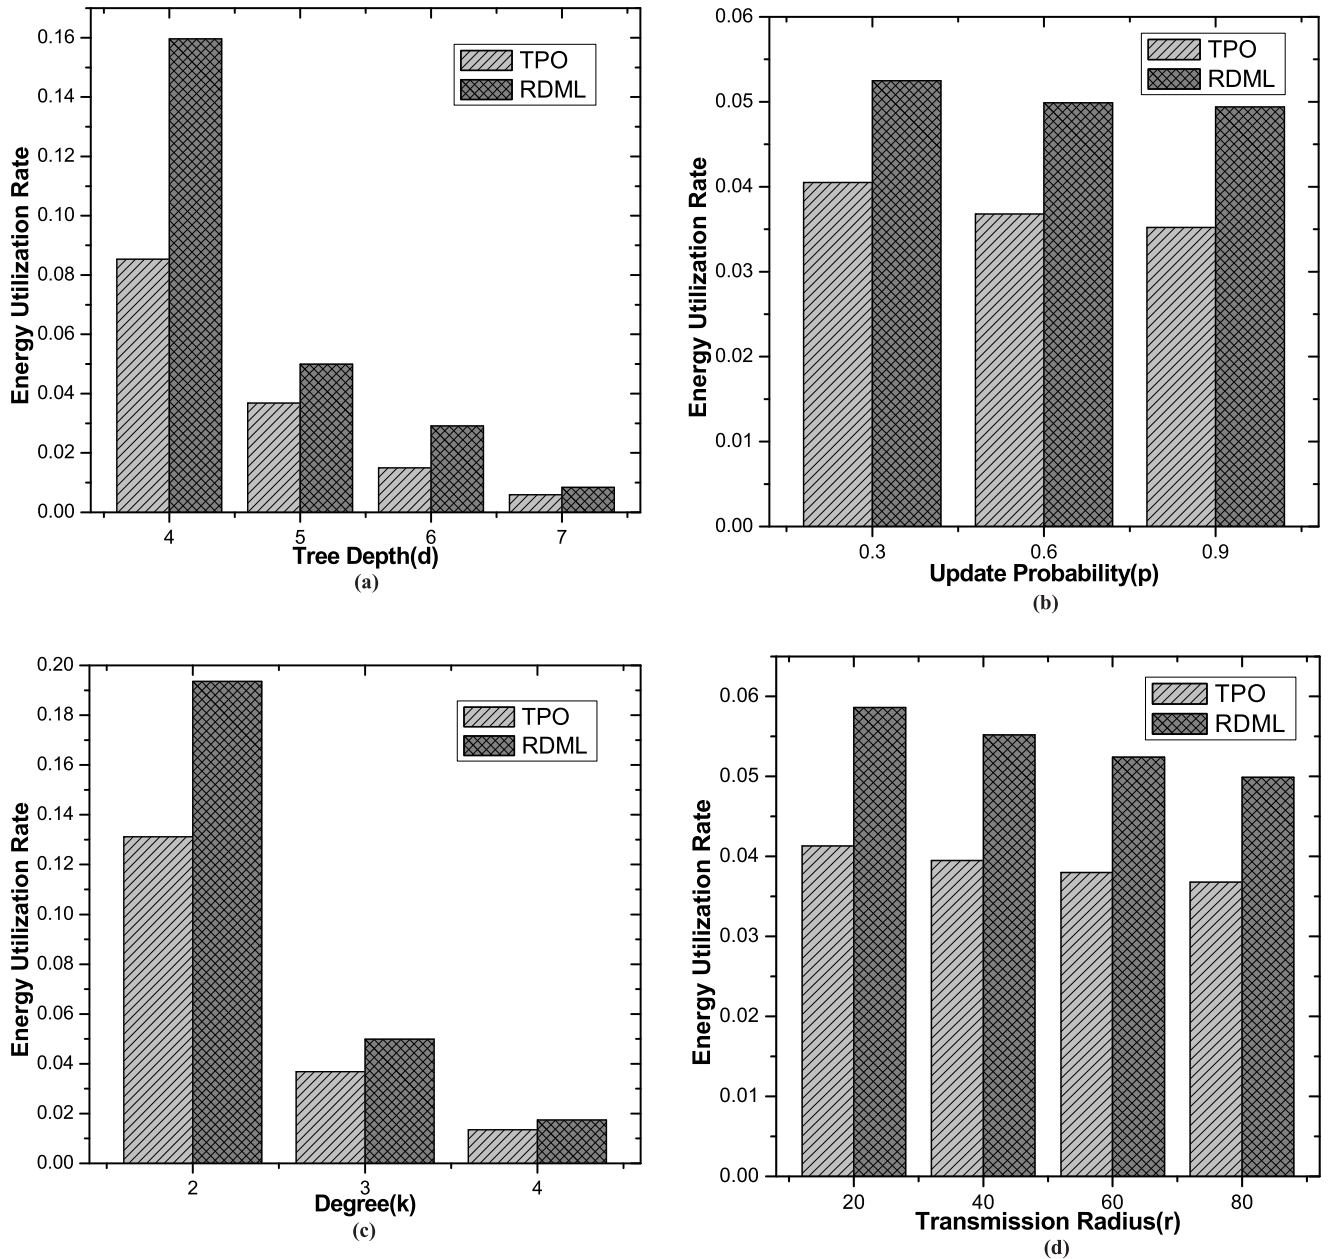 0.16
0.14
0.12
0.10
0.08
0.06
0.04
0.02
0.00
Energy Utilization Rate
TPO
RDML
4 5 6 7
Tree Depth(d)
(a)
0.06
0.05
0.04
0.03
0.02
0.01
0.00
Energy Utilization Rate
TPO
RDML
0.3 0.6 0.9
Update Probability(p)
(b)
0.20
0.18
0.16
0.14
0.12
0.10
0.08
0.06
0.04
0.02
0.00
Energy Utilization Rate
TPO
RDML
2 3 4
Degree(k)
(c)
0.06
0.05
0.04
0.03
0.02
0.01
0.00
Energy Utilization Rate
TPO
RDML
20 40 60 80
Transmission Radius(r)
(d)